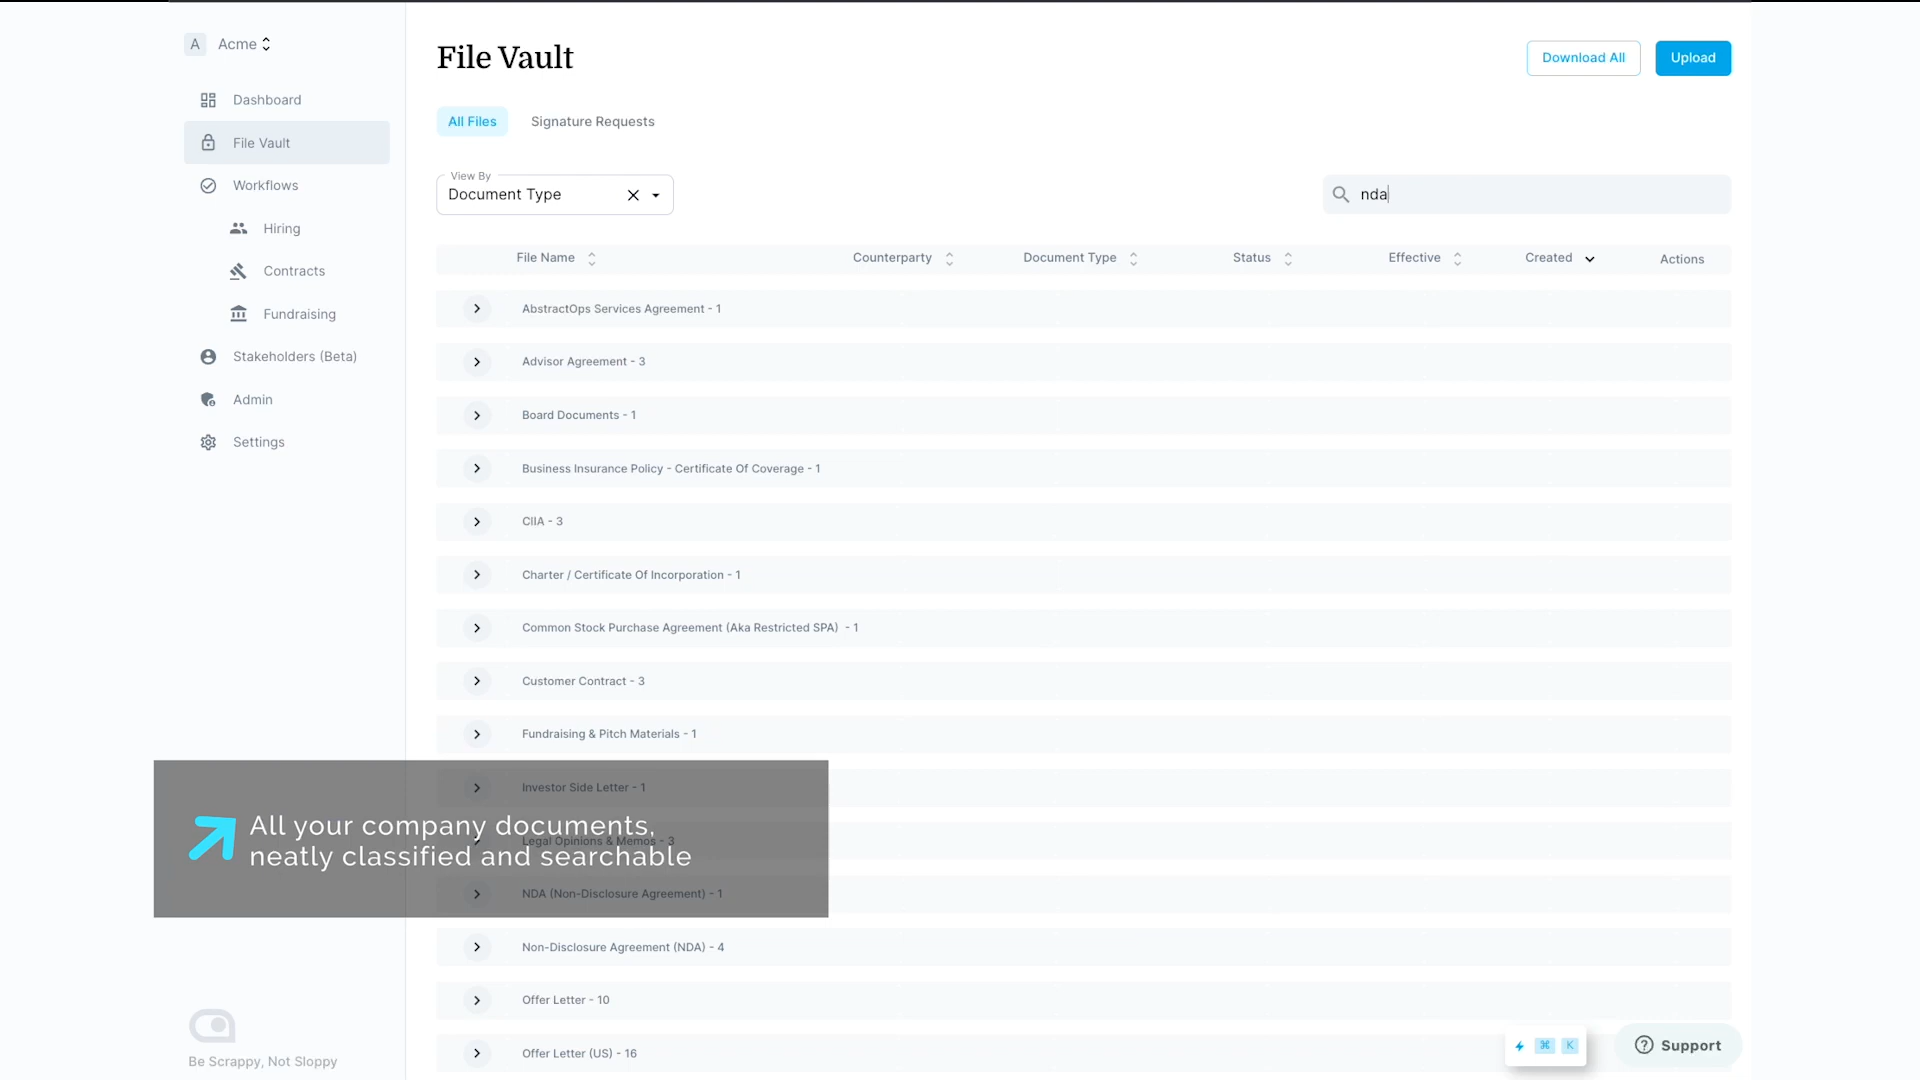 A Acme
Dashboard
File Vault
Workflows
Hiring
Contracts
Fundraising
Stakeholders (Beta)
Admin
Settings
Be Scrappy, Not Sloppy
File Vault
Download All
Upload
All Files
Signature Requests
View By
Document Type
nda
File Name
Counterparty
Document Type
Status
Effective
Created
Actions
AbstractOps Services Agreement - 1
Advisor Agreement - 3
Board Documents - 1
Business Insurance Policy - Certificate Of Coverage - 1
CIIA - 3
Charter / Certificate Of Incorporation - 1
Common Stock Purchase Agreement (Aka Restricted SPA) - 1
Customer Contract - 3
Fundraising & Pitch Materials - 1
Investor Side Letter - 1
Legal Opinions & Memos - 3
NDA (Non-Disclosure Agreement) - 1
Non-Disclosure Agreement (NDA) - 4
Offer Letter - 10
Offer Letter (US) - 16
All your company documents,
neatly classified and searchable
⌘ K
Support